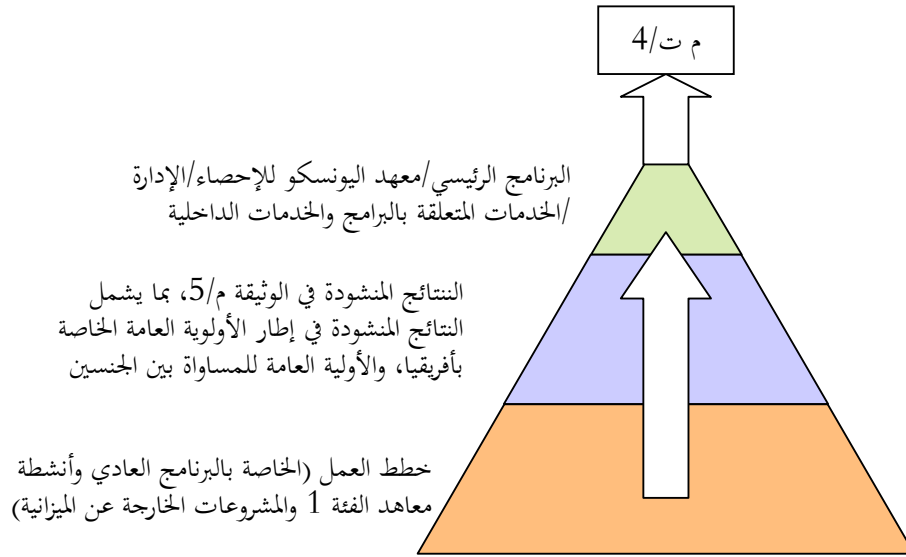 م ت/4
البرنامج الرئيسي/معهد اليونسكو للإحصاء/الإدارة
/الخدمات المتعلقة بالبرامج والخدمات الداخلية
الننتائج المنشودة في الوثيقة م/5، بما يشمل
النتائج المنشودة في إطار الأولوية العامة الخاصة
بأفريقيا، والأولية العامة للمساواة بين الجنسين
خطط العمل (الخاصة بالبرنامج العادي وأنشطة
معاهد الفئة 1 والمشروعات الخارجة عن الميزانية)